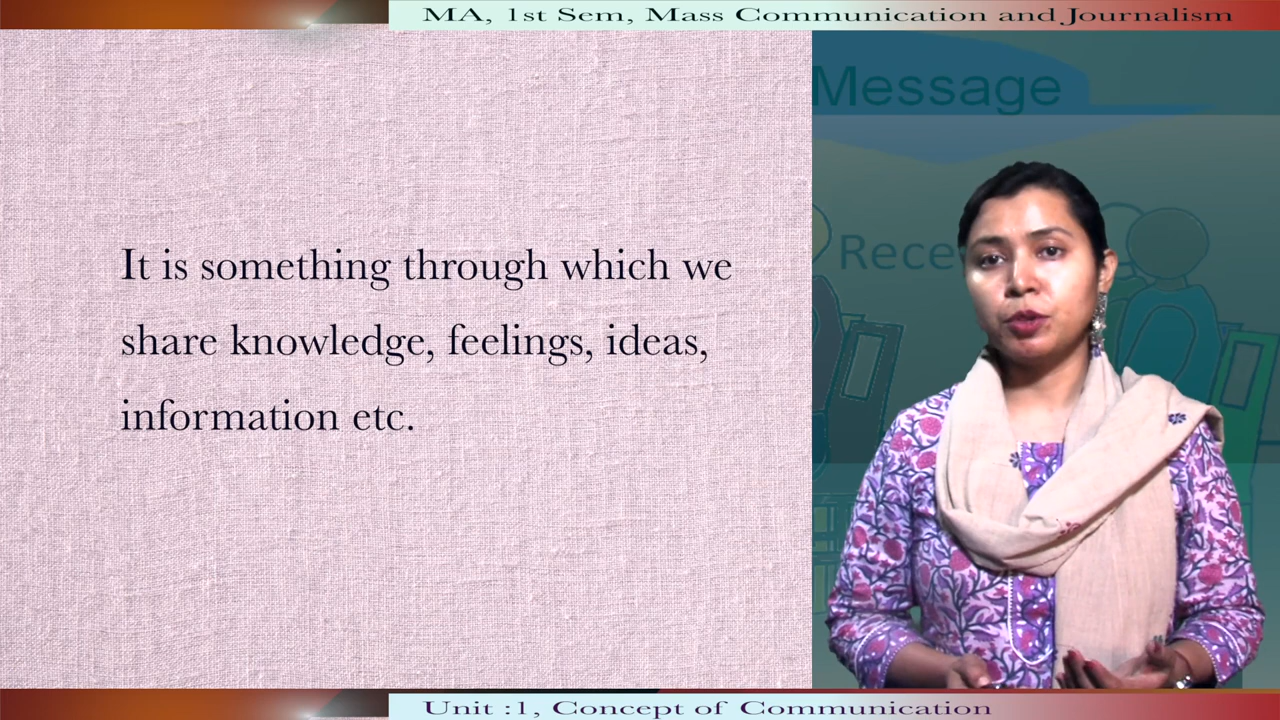 MA, 1st Sem, Mass Communication and Journalism
Message
It is something through which we
share knowledge, feelings, ideas,
information etc.
Unit :1, Concept of Communication